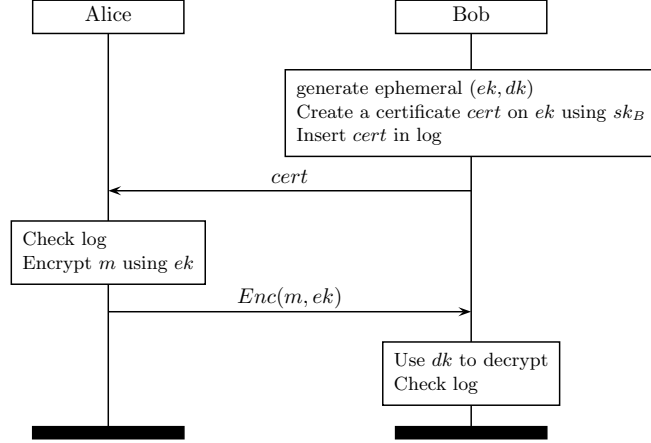 Alice
Bob
generate ephemeral (ek, dk)
Create a certificate cert on ek using sk_B
Insert cert in log
cert
Check log
Encrypt m using ek
Enc(m, ek)
Use dk to decrypt
Check log